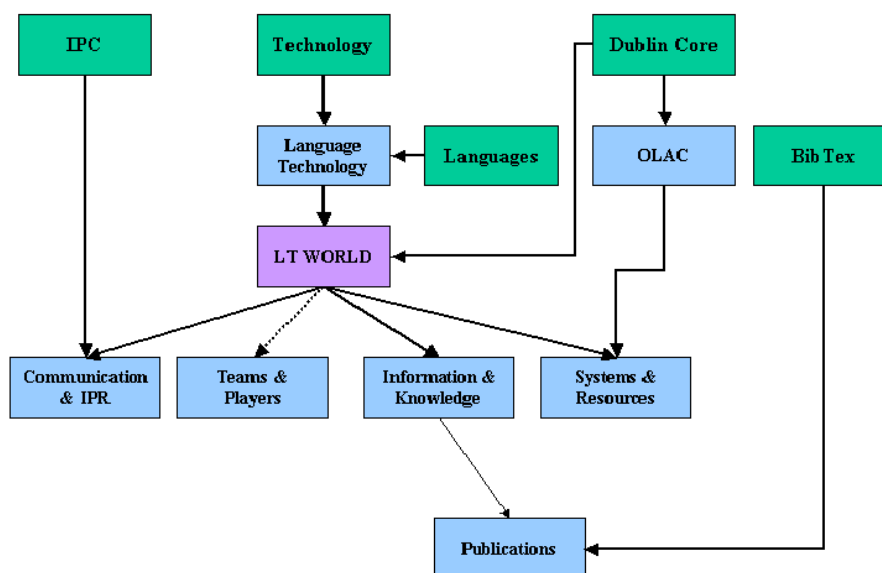 IPC
Technology
Dublin Core
Language
Technology
Languages
OLAC
Bib Tex
LT WORLD
Communication
& IPR
Teams &
Players
Information &
Knowledge
Systems &
Resources
Publications